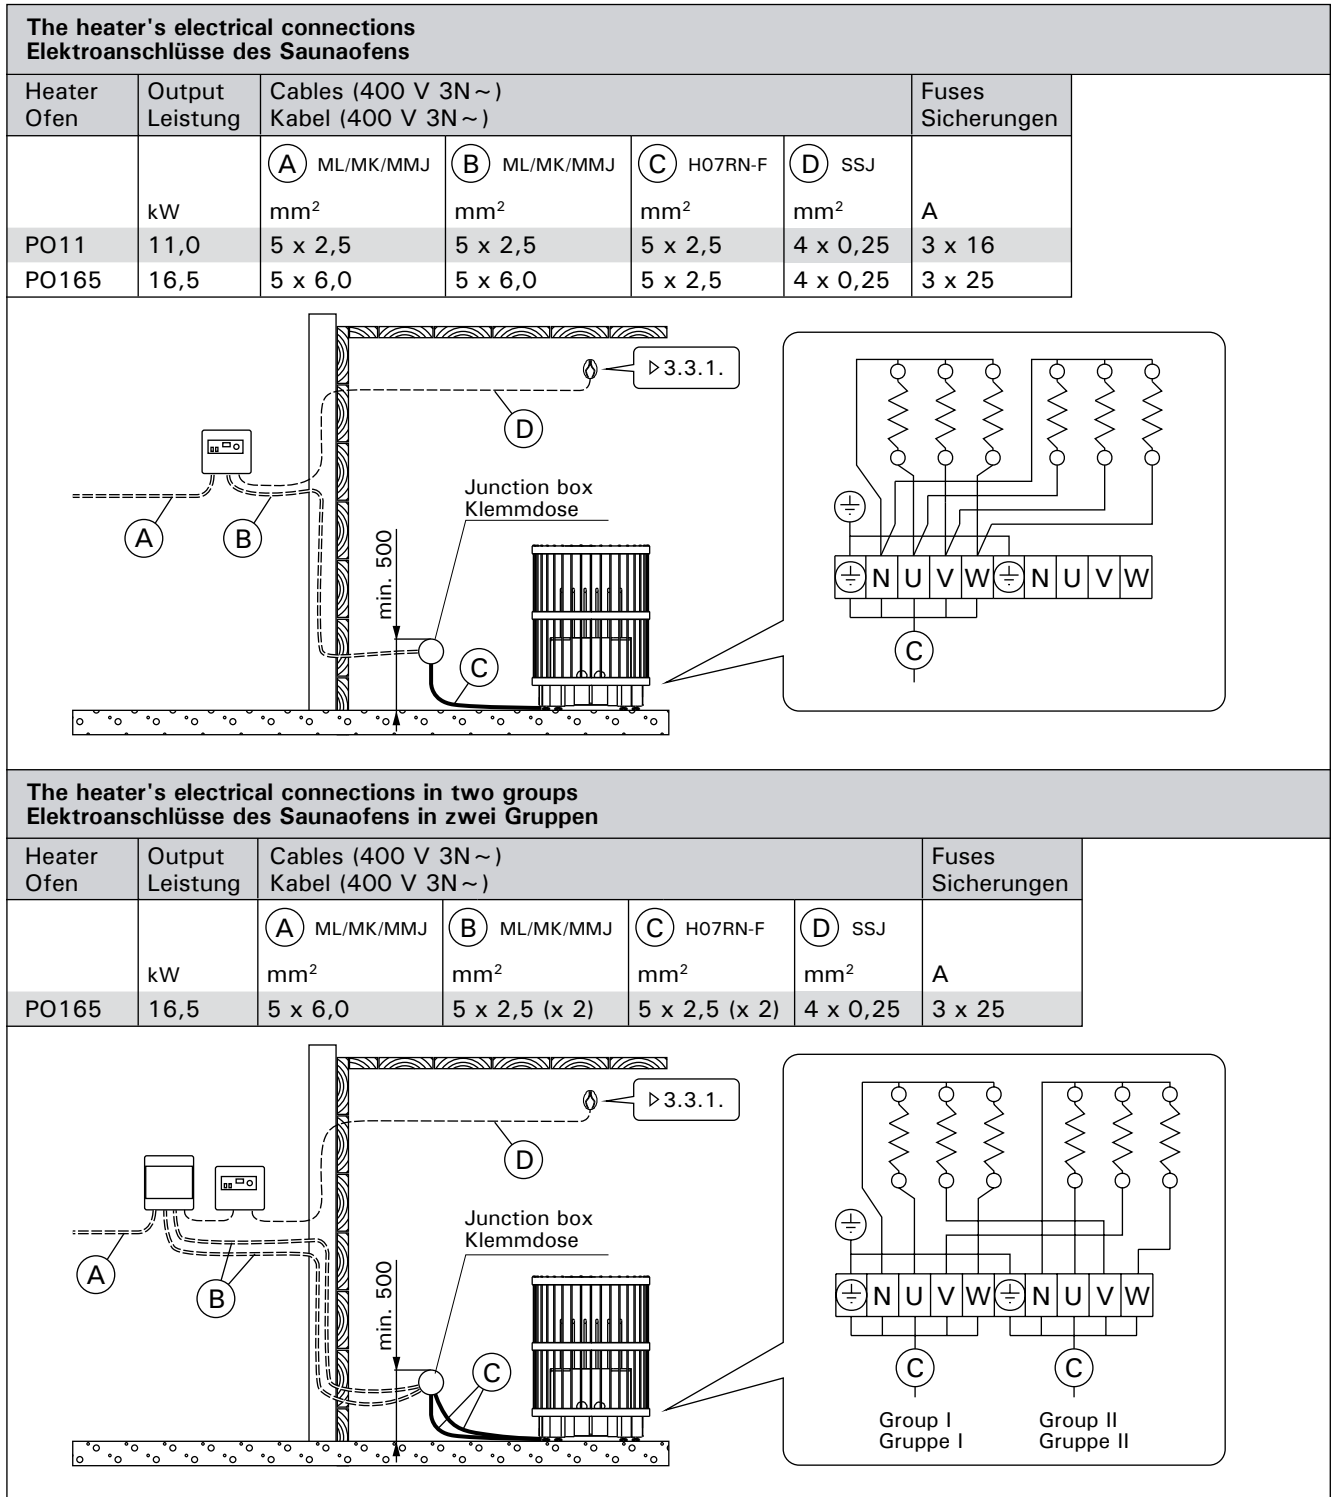 The heater's electrical connections
Elektroanschlüsse des Saunaofens
Heater Output Cables (400 V 3N~) Fuses
Ofen Leistung Kabel (400 V 3N~) Sicherungen
A ML/MK/MMJ B ML/MK/MMJ C H07RN-F D SSJ
kW mm² mm² mm² mm² A
PO11 11,0 5 x 2,5 5 x 2,5 5 x 2,5 4 x 0,25 3 x 16
PO165 16,5 5 x 6,0 5 x 6,0 5 x 2,5 4 x 0,25 3 x 25
▷3.3.1.
D
Junction box
Klemmdose
A
B
min. 500
C
N U V W N U V W
C
The heater's electrical connections in two groups
Elektroanschlüsse des Saunaofens in zwei Gruppen
Heater Output Cables (400 V 3N~) Fuses
Ofen Leistung Kabel (400 V 3N~) Sicherungen
A ML/MK/MMJ B ML/MK/MMJ C H07RN-F D SSJ
kW mm² mm² mm² mm² A
PO165 16,5 5 x 6,0 5 x 2,5 (x 2) 5 x 2,5 (x 2) 4 x 0,25 3 x 25
▷3.3.1.
D
Junction box
Klemmdose
A
B
min. 500
C
N U V W N U V W
C C
Group I Group II
Gruppe I Gruppe II